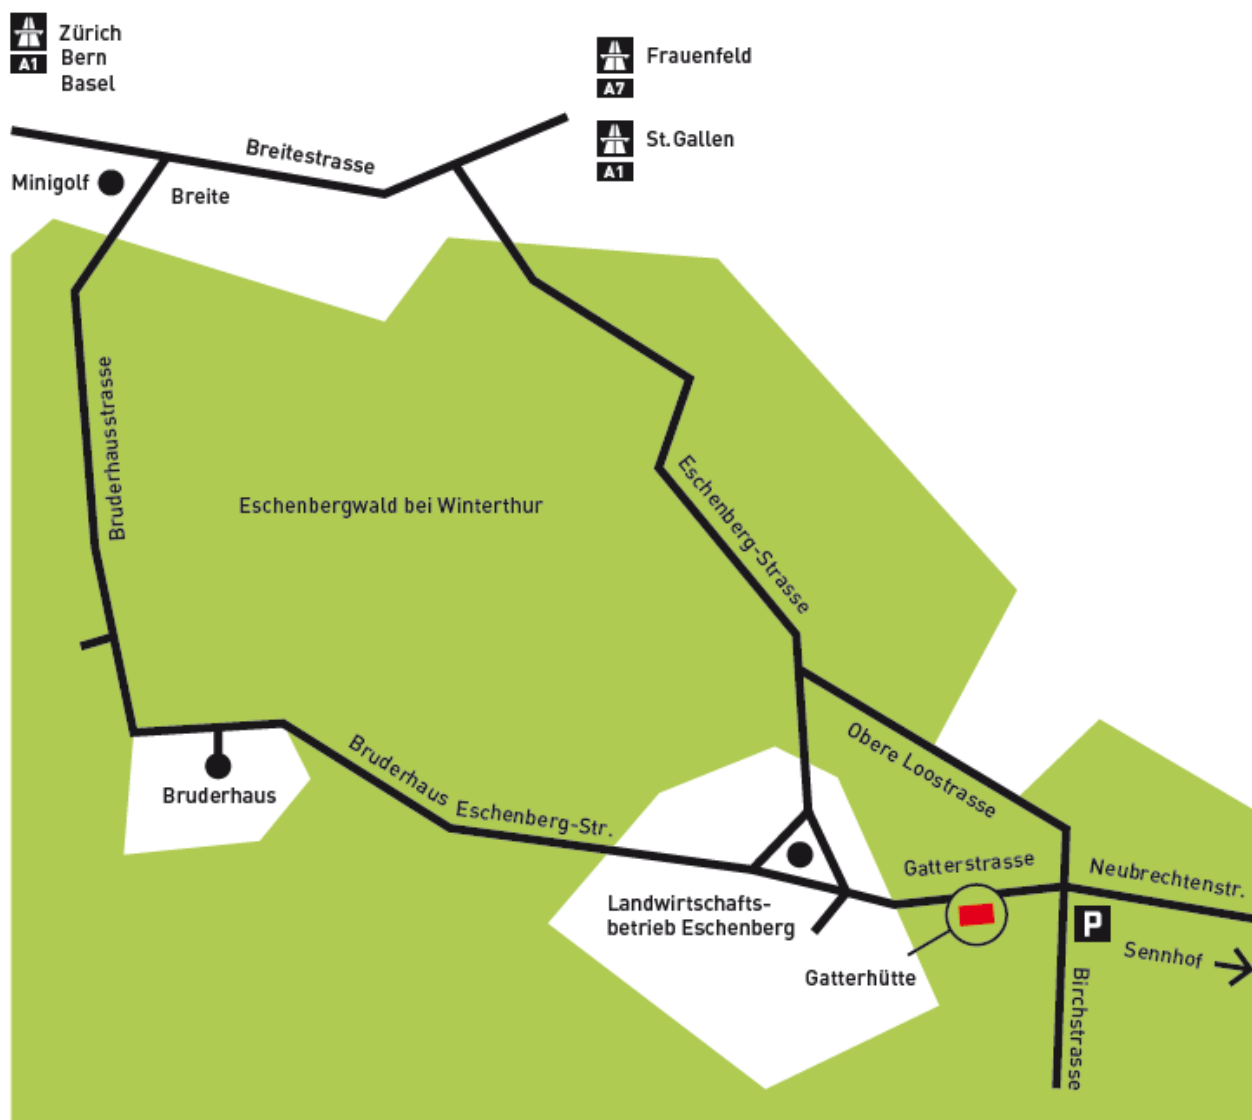 Zürich
A1
Bern
Basel
Frauenfeld
A7
St.Gallen
A1
Breitestrasse
Minigolf
Breite
Bruderhausstrasse
Eschenberg-Strasse
Eschenbergwald bei Winterthur
Obere Loostrasse
Bruderhaus Eschenberg-Str.
Bruderhaus
Gatterstrasse
Neubrechtenstr.
Landwirtschafts-
betrieb Eschenberg
P
Sennhof
Gatterhütte
Birchstrasse